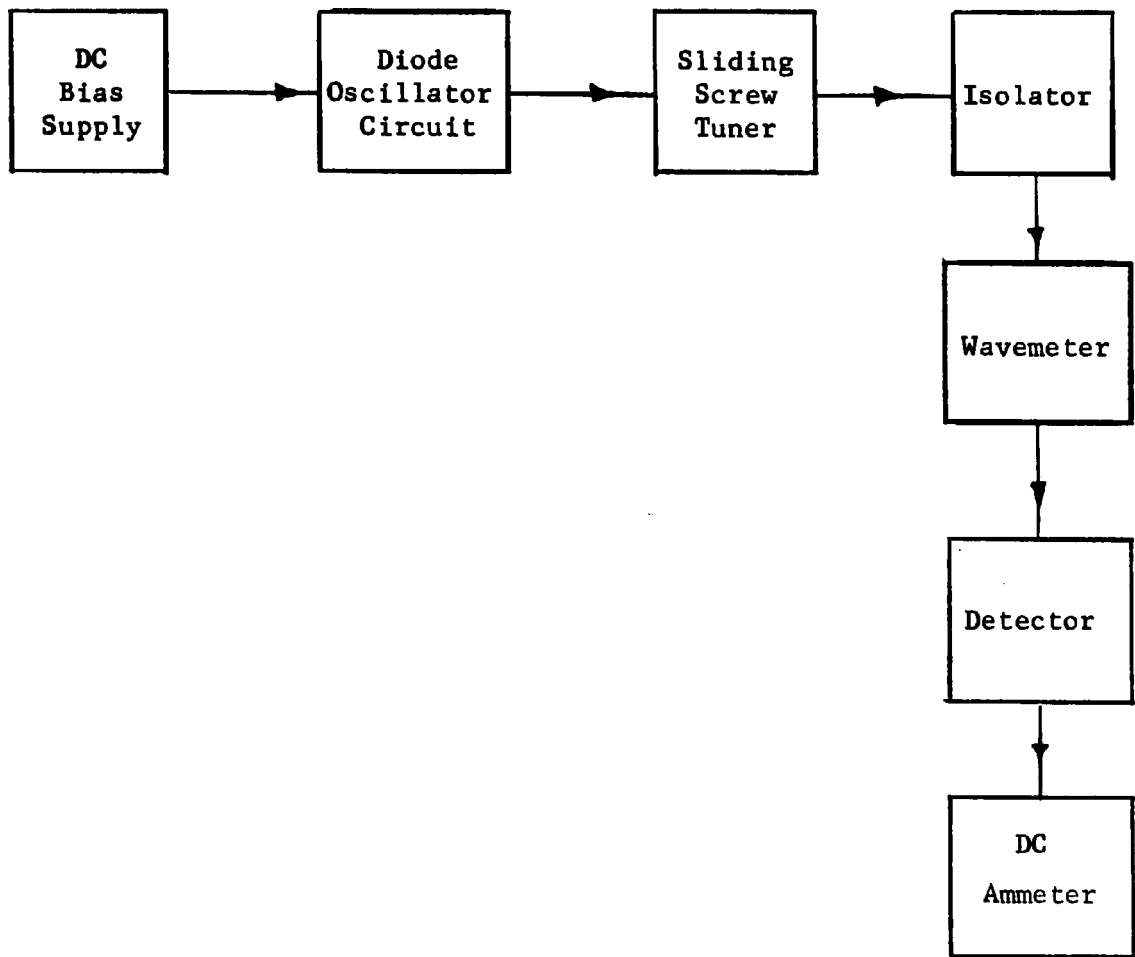 DC
Bias
Supply
Diode
Oscillator
Circuit
Sliding
Screw
Tuner
Isolator
Wavemeter
Detector
DC
Ammeter